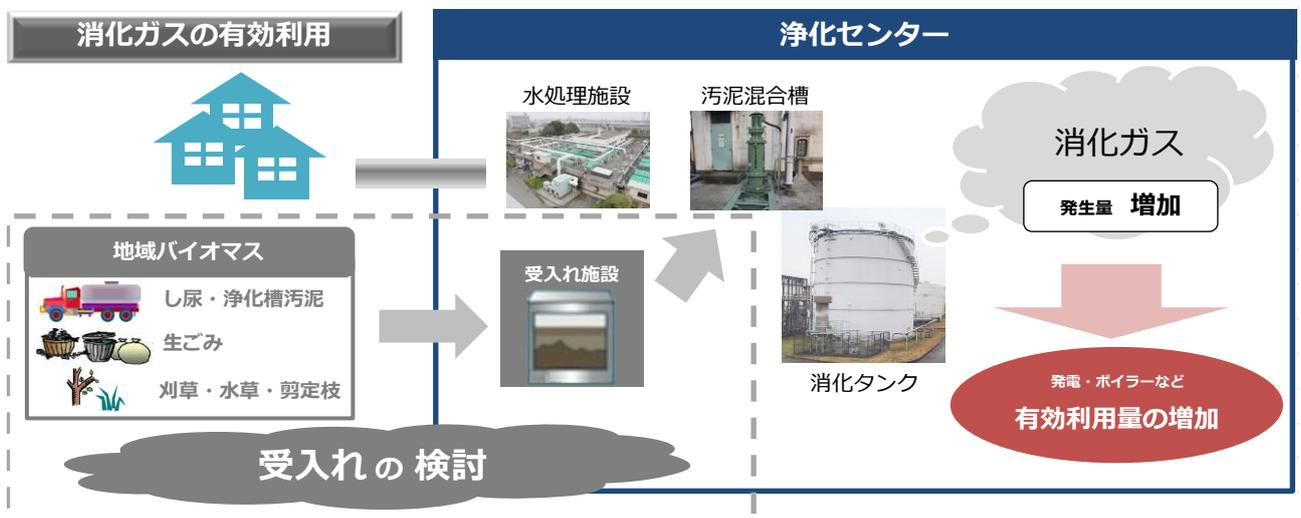 消化ガスの有効利用
浄化センター
水処理施設
汚泥混合槽
消化ガス
発生量 増加
地域バイオマス
し尿・浄化槽汚泥
生ごみ
刈草・水草・剪定枝
受入れ施設
消化タンク
発電・ボイラーなど
有効利用量の増加
受入れの検討